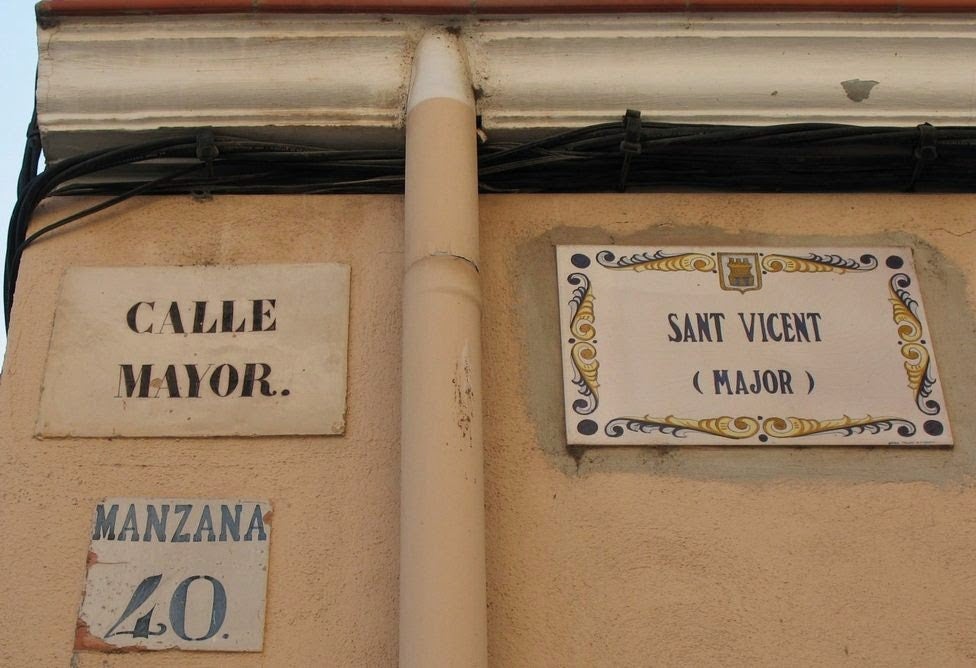 CALLE
MAYOR.
MANZANA
40.
SANT VICENT
( MAJOR )